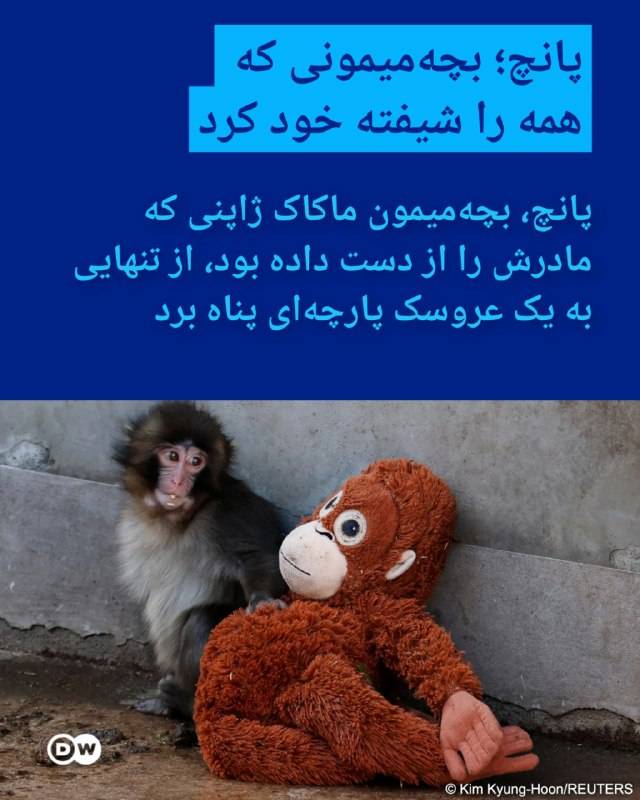 پانچ؛ بچه‌میمونی که
همه را شیفته خود کرد
پانچ، بچه‌میمون ماکاک ژاپنی که
مادرش را از دست داده بود، از تنهایی
به یک عروسک پارچه‌ای پناه برد
DW
© Kim Kyung-Hoon/REUTERS